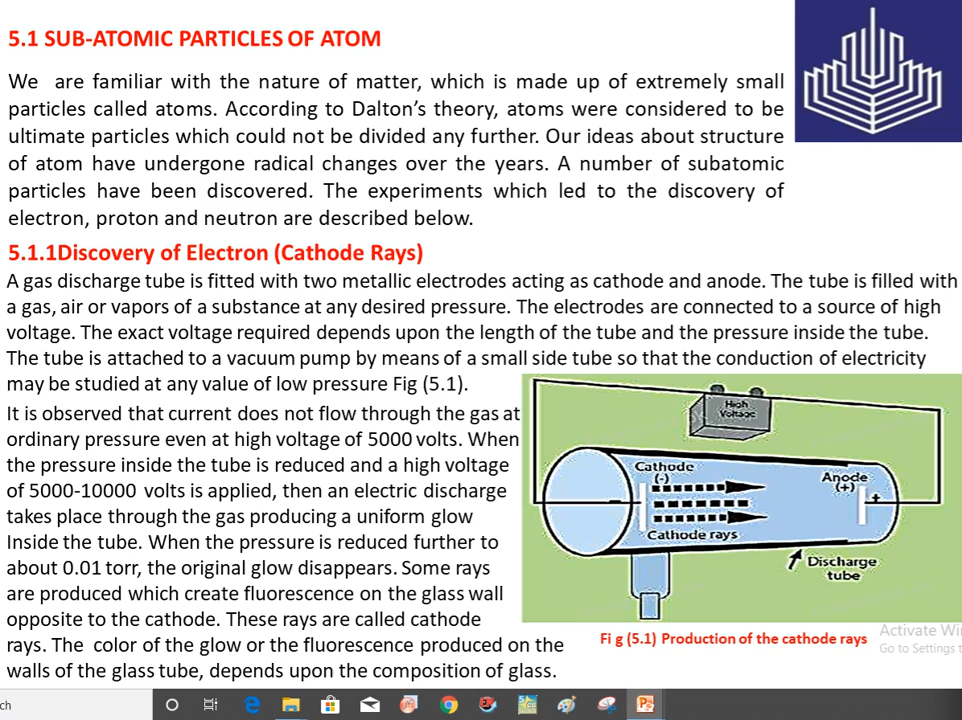 5.1 SUB-ATOMIC PARTICLES OF ATOM
We are familiar with the nature of matter, which is made up of extremely small
particles called atoms. According to Dalton’s theory, atoms were considered to be
ultimate particles which could not be divided any further. Our ideas about structure
of atom have undergone radical changes over the years. A number of subatomic
particles have been discovered. The experiments which led to the discovery of
electron, proton and neutron are described below.
5.1.1Discovery of Electron (Cathode Rays)
A gas discharge tube is fitted with two metallic electrodes acting as cathode and anode. The tube is filled with
a gas, air or vapors of a substance at any desired pressure. The electrodes are connected to a source of high
voltage. The exact voltage required depends upon the length of the tube and the pressure inside the tube.
The tube is attached to a vacuum pump by means of a small side tube so that the conduction of electricity
may be studied at any value of low pressure Fig (5.1).
It is observed that current does not flow through the gas at
ordinary pressure even at high voltage of 5000 volts. When
the pressure inside the tube is reduced and a high voltage
of 5000-10000 volts is applied, then an electric discharge
takes place through the gas producing a uniform glow
Inside the tube. When the pressure is reduced further to
about 0.01 torr, the original glow disappears. Some rays
are produced which create fluorescence on the glass wall
opposite to the cathode. These rays are called cathode
rays. The color of the glow or the fluorescence produced on the
walls of the glass tube, depends upon the composition of glass.
High
Voltage
Cathode
(-)
Anode
(+)
+
Cathode rays
Discharge
tube
Fi g (5.1) Production of the cathode rays
Activate Wi
Go to Settings t
ch